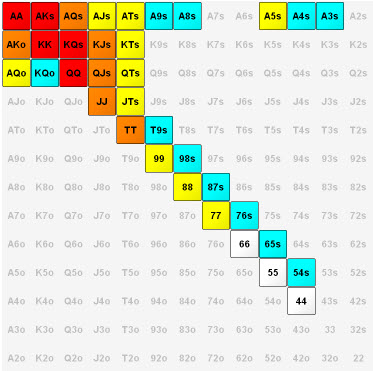 AA AKs AQs AJs ATs A9s A8s A7s A6s A5s A4s A3s A2s
AKo KK KQs KJs KTs K9s K8s K7s K6s K5s K4s K3s K2s
AQo KQo QQ QJs QTs Q9s Q8s Q7s Q6s Q5s Q4s Q3s Q2s
AJo KJo QJo JJ JTs J9s J8s J7s J6s J5s J4s J3s J2s
ATo KTo QTo JTo TT T9s T8s T7s T6s T5s T4s T3s T2s
A9o K9o Q9o J9o T9o 99 98s 97s 96s 95s 94s 93s 92s
A8o K8o Q8o J8o T8o 98o 88 87s 86s 85s 84s 83s 82s
A7o K7o Q7o J7o T7o 97o 87o 77 76s 75s 74s 73s 72s
A6o K6o Q6o J6o T6o 96o 86o 76o 66 65s 64s 63s 62s
A5o K5o Q5o J5o T5o 95o 85o 75o 65o 55 54s 53s 52s
A4o K4o Q4o J4o T4o 94o 84o 74o 64o 54o 44 43s 42s
A3o K3o Q3o J3o T3o 93o 83o 73o 63o 53o 43o 33 32s
A2o K2o Q2o J2o T2o 92o 82o 72o 62o 52o 42o 32o 22